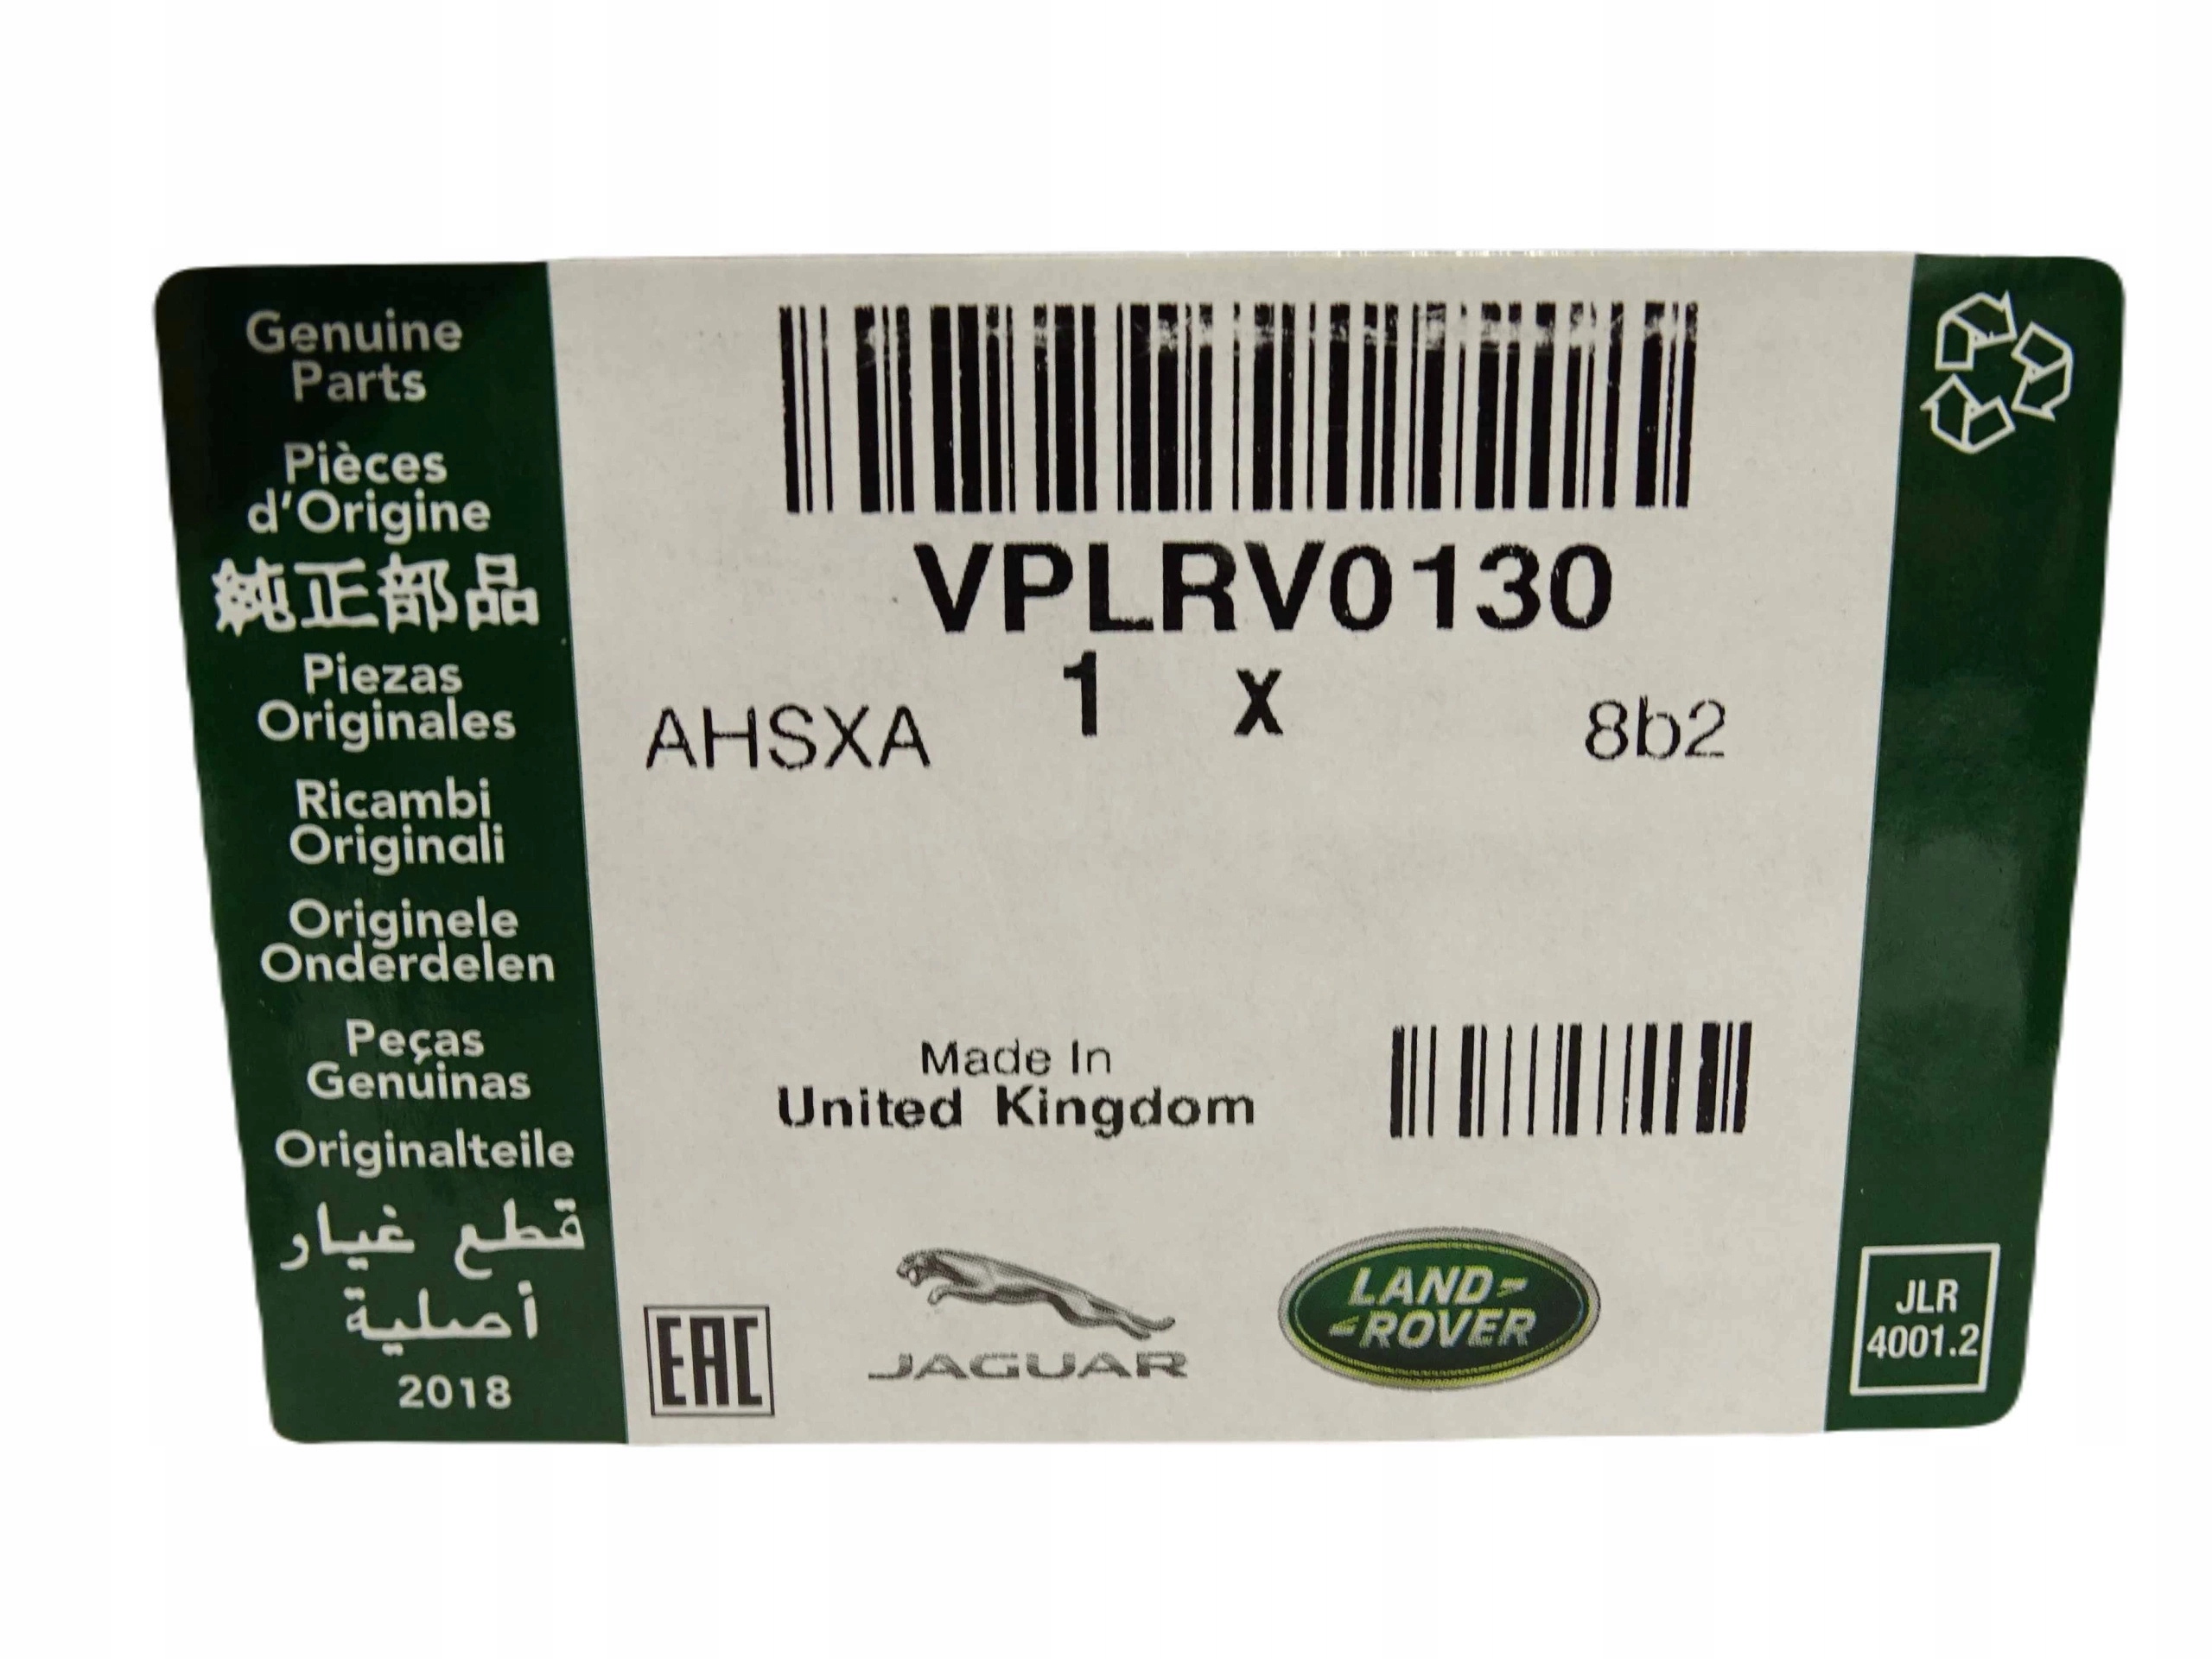 Genuine
Parts
Pièces
d'Origine
純正部品
Piezas
Originales
Ricambi
Originali
Originele
Onderdelen
Peças
Genuinas
Originalteile
قطع غيار
أصلية
2018
VPLRV0130
1 X
AHSXA
8b2
Made In
United Kingdom
EAC
JAGUAR
LAND-
-ROVER
JLR
4001.2